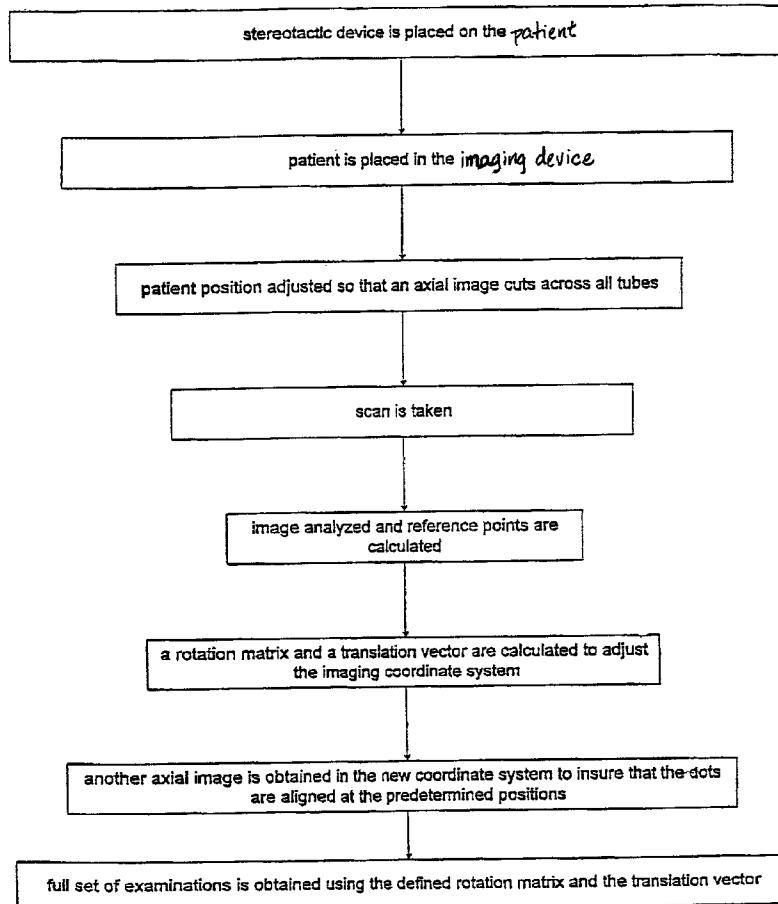 stereotactic device is placed on the patient
patient is placed in the imaging device
patient position adjusted so that an axial image cuts across all tubes
scan is taken
image analyzed and reference points are
calculated
a rotation matrix and a translation vector are calculated to adjust
the imaging coordinate system
another axial image is obtained in the new coordinate system to insure that the dots
are aligned at the predetermined positions
full set of examinations is obtained using the defined rotation matrix and the translation vector